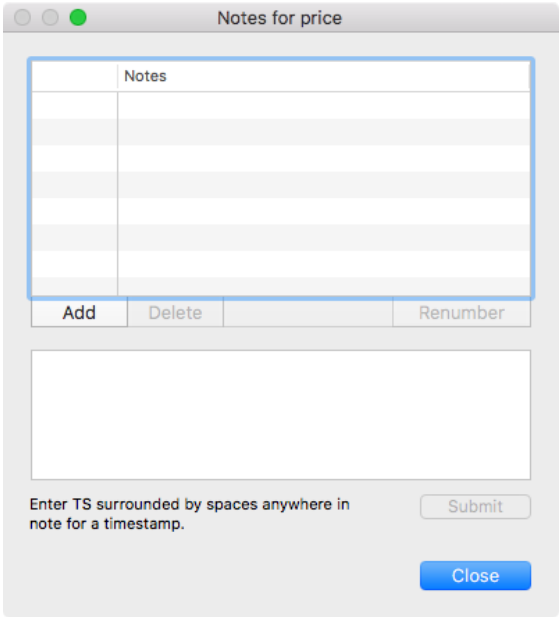 Notes for price
Notes
Add
Delete
Renumber
Enter TS surrounded by spaces anywhere in
note for a timestamp.
Submit
Close